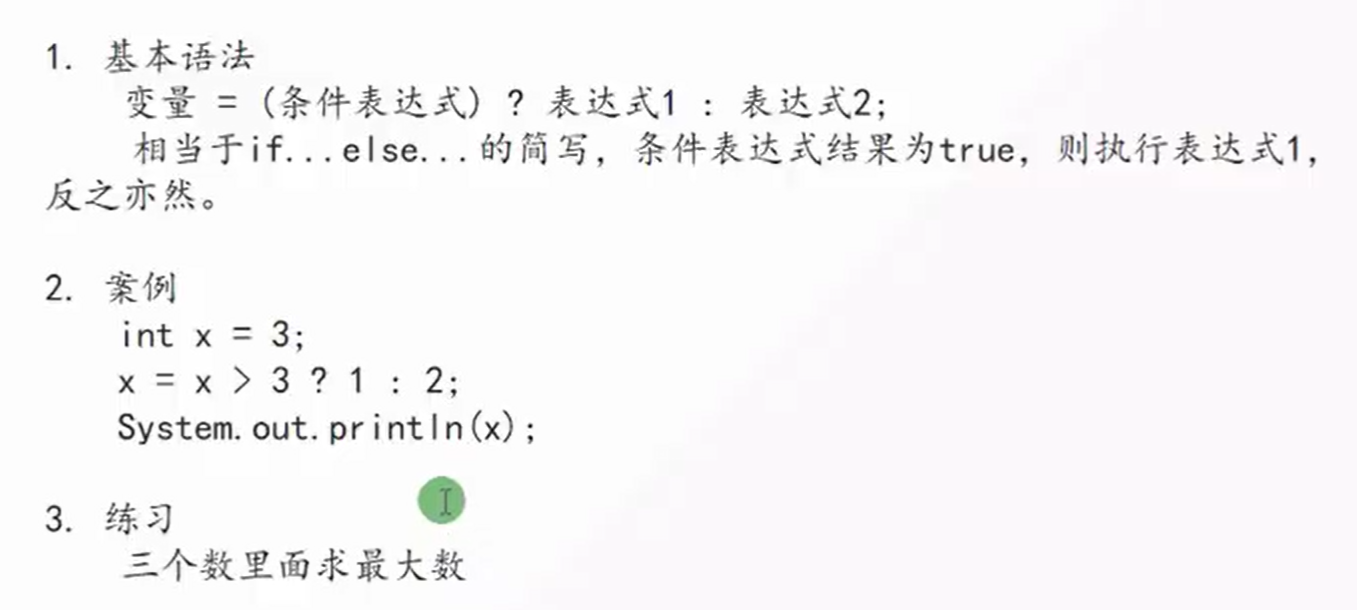 1. 基本语法
变量 = (条件表达式) ? 表达式1 : 表达式2;
相当于if...else...的简写，条件表达式结果为true，则执行表达式1，
反之亦然。
2. 案例
int x = 3;
x = x > 3 ? 1 : 2;
System.out.println(x);
3. 练习
三个数里面求最大数